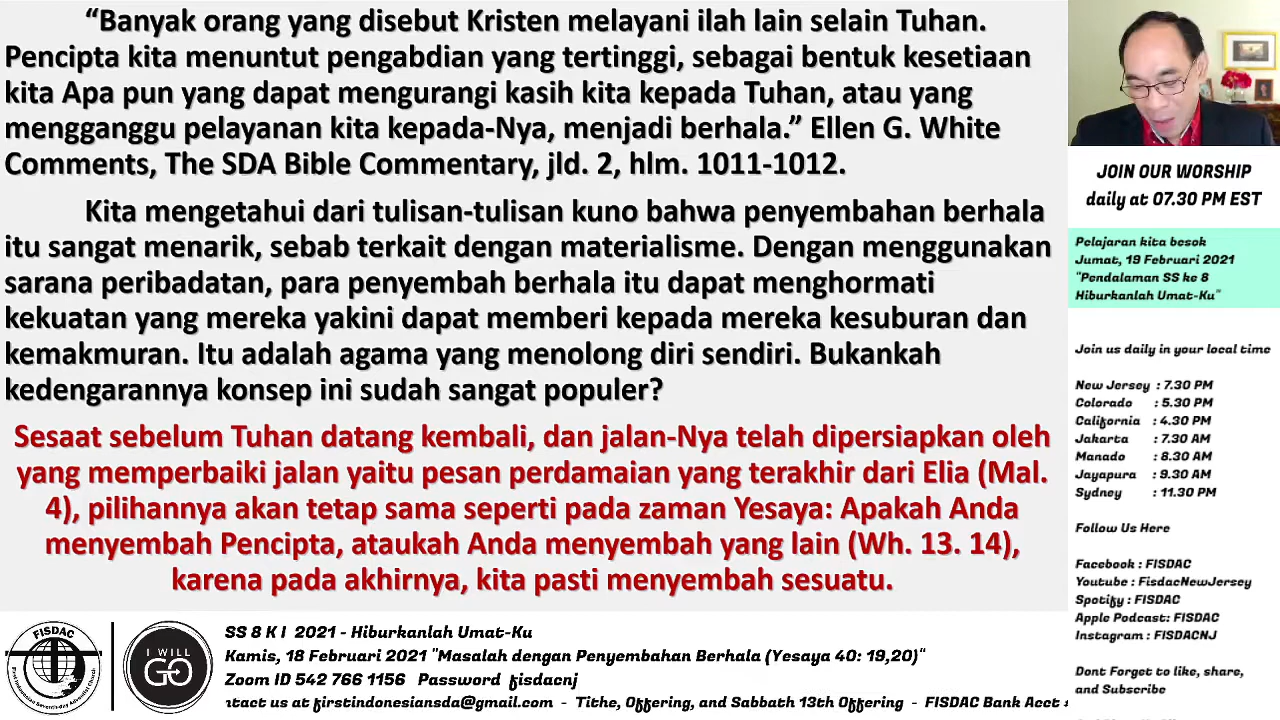 “Banyak orang yang disebut Kristen melayani ilah lain selain Tuhan.
Pencipta kita menuntut pengabdian yang tertinggi, sebagai bentuk kesetiaan
kita Apa pun yang dapat mengurangi kasih kita kepada Tuhan, atau yang
mengganggu pelayanan kita kepada-Nya, menjadi berhala.” Ellen G. White
Comments, The SDA Bible Commentary, jld. 2, hlm. 1011-1012.
Kita mengetahui dari tulisan-tulisan kuno bahwa penyembahan berhala
itu sangat menarik, sebab terkait dengan materialisme. Dengan menggunakan
sarana peribadatan, para penyembah berhala itu dapat menghormati
kekuatan yang mereka yakini dapat memberi kepada mereka kesuburan dan
kemakmuran. Itu adalah agama yang menolong diri sendiri. Bukankah
kedengarannya konsep ini sudah sangat populer?
Sesaat sebelum Tuhan datang kembali, dan jalan-Nya telah dipersiapkan oleh
yang memperbaiki jalan yaitu pesan perdamaian yang terakhir dari Elia (Mal.
4), pilihannya akan tetap sama seperti pada zaman Yesaya: Apakah Anda
menyembah Pencipta, ataukah Anda menyembah yang lain (Wh. 13. 14),
karena pada akhirnya, kita pasti menyembah sesuatu.
JOIN OUR WORSHIP
daily at 07.30 PM EST
Pelajaran kita besok
Jumat, 19 Februari 2021
"Pendalaman SS ke 8
Hiburkanlah Umat-Ku"
Join us daily in your local time
New Jersey : 7.30 PM
Colorado : 5.30 PM
California : 4.30 PM
Jakarta : 7.30 AM
Manado : 8.30 AM
Jayapura : 9.30 AM
Sydney : 11.30 PM
Follow Us Here
Facebook : FISDAC
Youtube : FisdacNewJersey
Spotify : FISDAC
Apple Podcast: FISDAC
Instagram : FISDACNJ
Dont Forget to like, share,
and Subscribe
FISDAC
First Indonesian Seventh-day Adventist Church
I WILL
GO
SS 8 K I 2021 - Hiburkanlah Umat-Ku
Kamis, 18 Februari 2021 "Masalah dengan Penyembahan Berhala (Yesaya 40: 19,20)“
Zoom ID 542 766 1156 Password fisdacnj
ntact us at firstindonesiansda@gmail.com - Tithe, Offering, and Sabbath 13th Offering - FISDAC Bank Acct